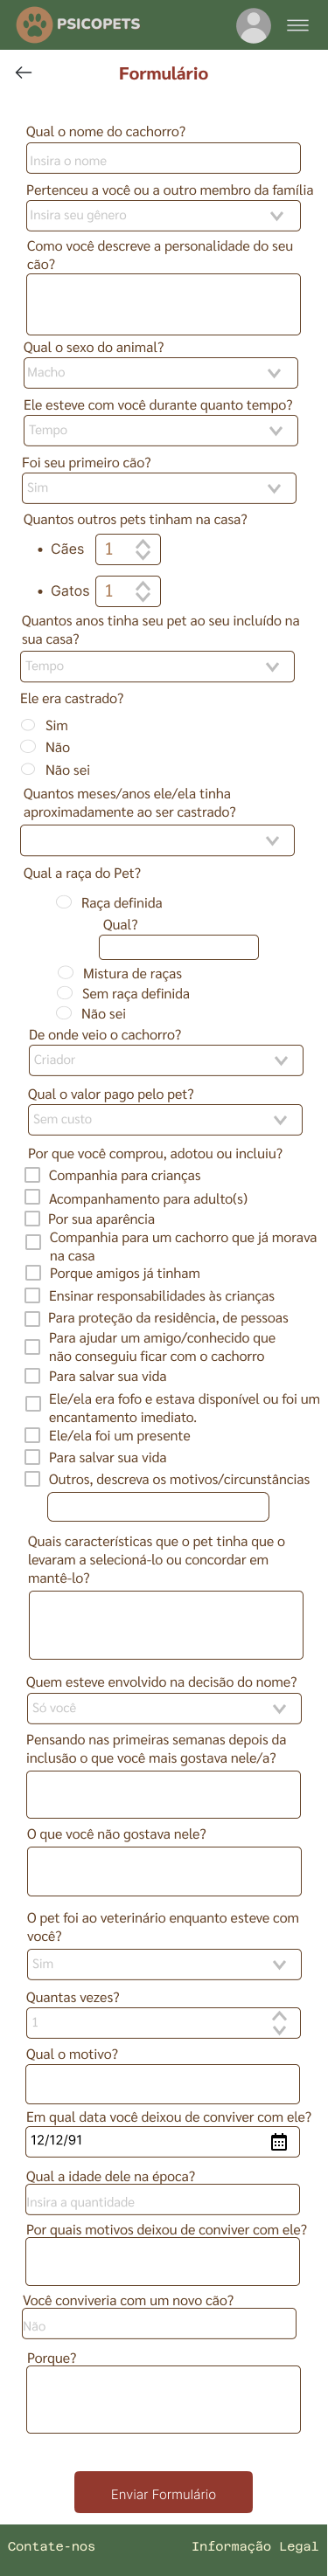 PSICOPETS
Formulário
Qual o nome do cachorro?
Insira o nome
Pertenceu a você ou a outro membro da família
Insira seu gênero
Como você descreve a personalidade do seu
cão?
Qual o sexo do animal?
Macho
Ele esteve com você durante quanto tempo?
Tempo
Foi seu primeiro cão?
Sim
Quantos outros pets tinham na casa?
• Cães 1
• Gatos 1
Quantos anos tinha seu pet ao seu incluído na
sua casa?
Tempo
Ele era castrado?
Sim
Não
Não sei
Quantos meses/anos ele/ela tinha
aproximadamente ao ser castrado?
Qual a raça do Pet?
Raça definida
Qual?
Mistura de raças
Sem raça definida
Não sei
De onde veio o cachorro?
Criador
Qual o valor pago pelo pet?
Sem custo
Por que você comprou, adotou ou incluiu?
Companhia para crianças
Acompanhamento para adulto(s)
Por sua aparência
Companhia para um cachorro que já morava
na casa
Porque amigos já tinham
Ensinar responsabilidades às crianças
Para proteção da residência, de pessoas
Para ajudar um amigo/conhecido que
não conseguiu ficar com o cachorro
Para salvar sua vida
Ele/ela era fofo e estava disponível ou foi um
encantamento imediato.
Ele/ela foi um presente
Para salvar sua vida
Outros, descreva os motivos/circunstâncias
Quais características que o pet tinha que o
levaram a selecioná-lo ou concordar em
mantê-lo?
Quem esteve envolvido na decisão do nome?
Só você
Pensando nas primeiras semanas depois da
inclusão o que você mais gostava nele/a?
O que você não gostava nele?
O pet foi ao veterinário enquanto esteve com
você?
Sim
Quantas vezes?
1
Qual o motivo?
Em qual data você deixou de conviver com ele?
12/12/91
Qual a idade dele na época?
Insira a quantidade
Por quais motivos deixou de conviver com ele?
Você conviveria com um novo cão?
Não
Porque?
Enviar Formulário
Contate-nos Informação Legal